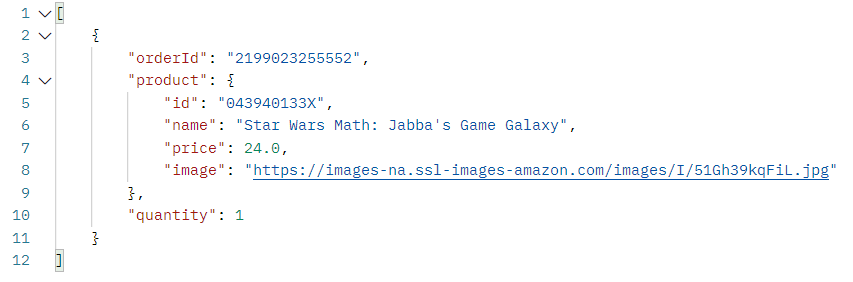 1 [
2 {
3 "orderId": "2199023255552",
4 "product": {
5 "id": "043940133X",
6 "name": "Star Wars Math: Jabba's Game Galaxy",
7 "price": 24.0,
8 "image": "https://images-na.ssl-images-amazon.com/images/I/51Gh39kqFiL.jpg"
9 },
10 "quantity": 1
11 }
12 ]